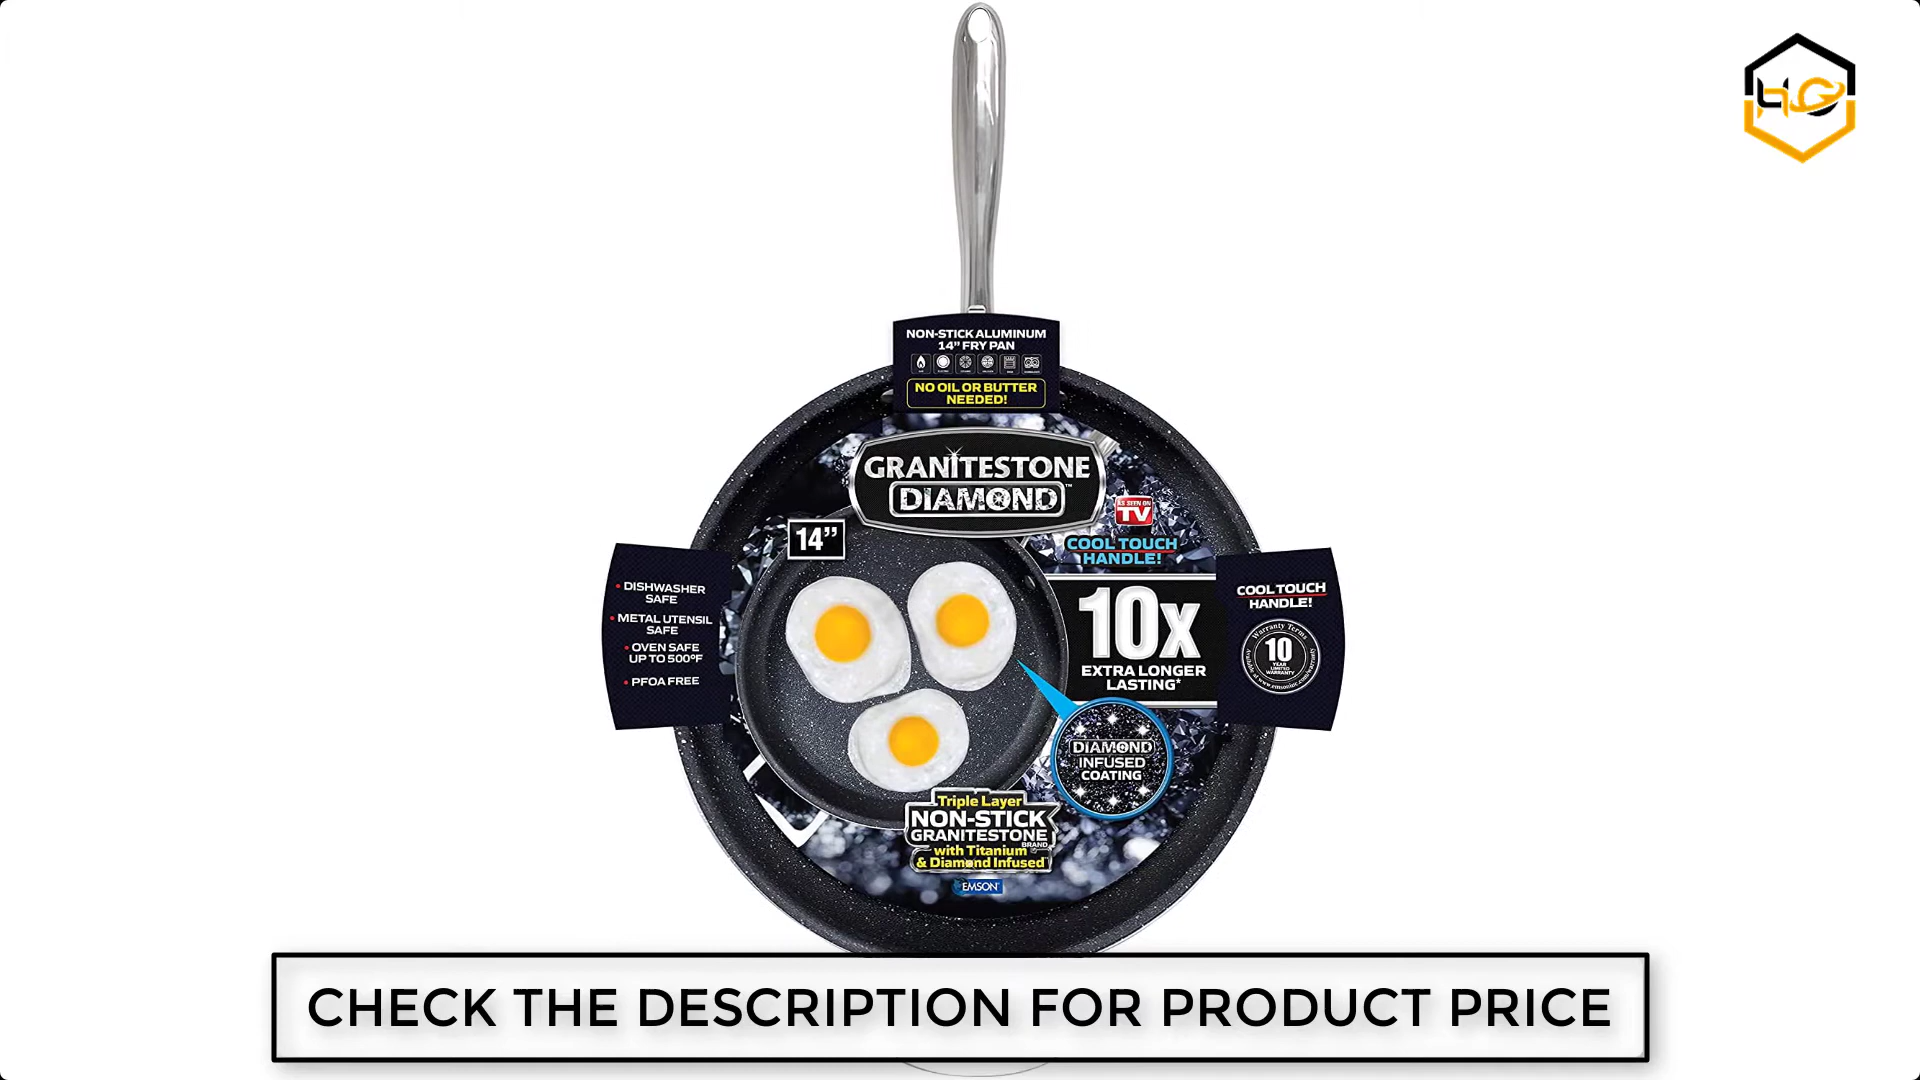 HG
NON-STICK ALUMINUM
14” FRY PAN
NO OIL OR BUTTER
NEEDED!
GRANITESTONE
DIAMOND™
AS SEEN ON
TV
14”
COOL TOUCH
HANDLE!
• DISHWASHER
SAFE
• METAL UTENSIL
SAFE
• OVEN SAFE
UP TO 500°F
• PFOA FREE
10x
EXTRA LONGER
LASTING*
COOL TOUCH
HANDLE!
Warranty Terms
10
YEAR
LIMITED
WARRANTY
DIAMOND
INFUSED
COATING
Triple Layer
NON-STICK
GRANITESTONE
BRAND
with Titanium
& Diamond Infused
EMSON
CHECK THE DESCRIPTION FOR PRODUCT PRICE